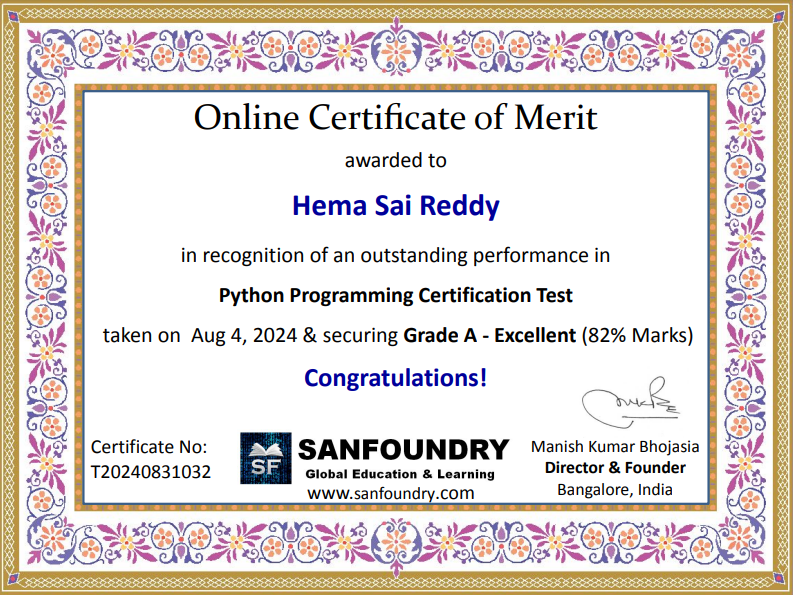 Online Certificate of Merit
awarded to
Hema Sai Reddy
in recognition of an outstanding performance in
Python Programming Certification Test
taken on  Aug 4, 2024 & securing Grade A - Excellent (82% Marks)
Congratulations!
Certificate No:
T20240831032
SF
SANFOUNDRY
Global Education & Learning
www.sanfoundry.com
Manish Kumar Bhojasia
Director & Founder
Bangalore, India